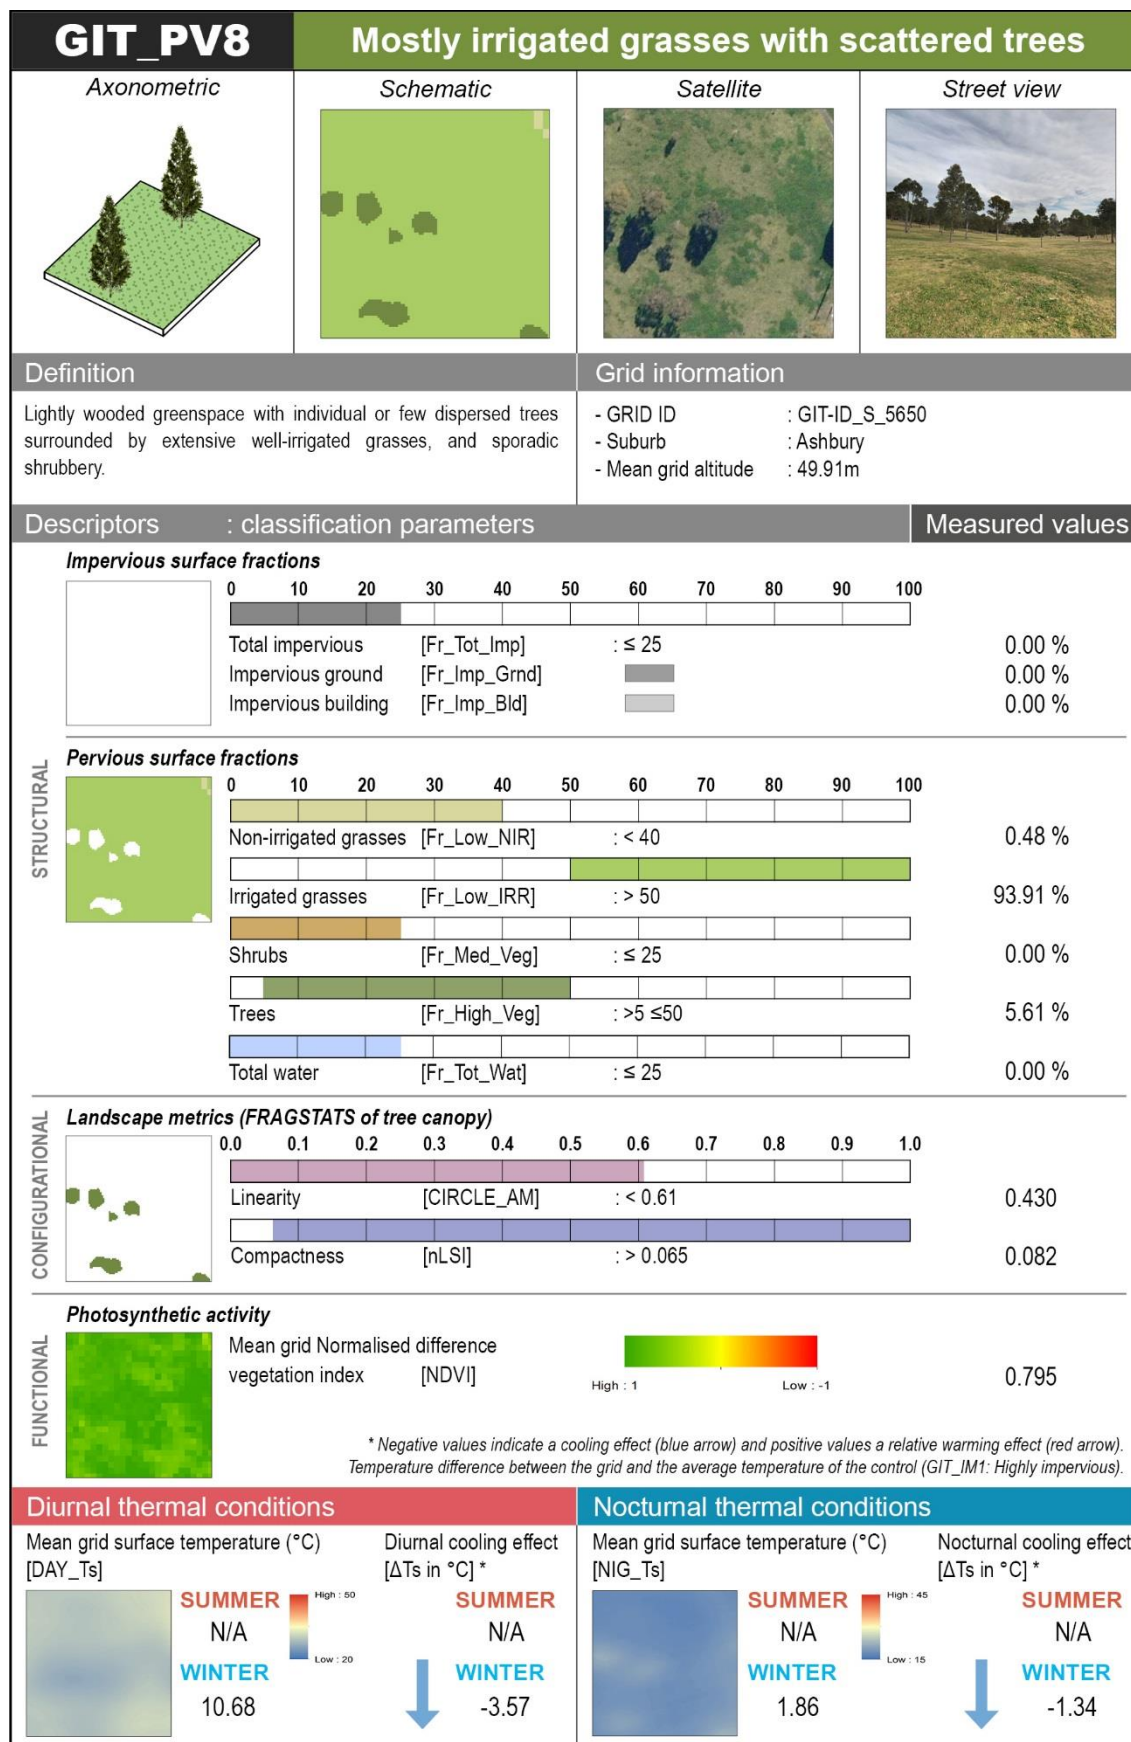 GIT_PV8
Mostly irrigated grasses with scattered trees
Axonometric
Schematic
Satellite
Street view
Definition
Grid information
Lightly wooded greenspace with individual or few dispersed trees
surrounded by extensive well-irrigated grasses, and sporadic
shrubbery.
- GRID ID : GIT-ID_S_5650
- Suburb : Ashbury
- Mean grid altitude : 49.91m
Descriptors : classification parameters
Measured values
STRUCTURAL
Impervious surface fractions
0 10 20 30 40 50 60 70 80 90 100
Total impervious [Fr_Tot_Imp] : ≤ 25 0.00 %
Impervious ground [Fr_Imp_Grnd] 0.00 %
Impervious building [Fr_Imp_Bld] 0.00 %
Pervious surface fractions
0 10 20 30 40 50 60 70 80 90 100
Non-irrigated grasses [Fr_Low_NIR] : < 40 0.48 %
Irrigated grasses [Fr_Low_IRR] : > 50 93.91 %
Shrubs [Fr_Med_Veg] : ≤ 25 0.00 %
Trees [Fr_High_Veg] : >5 ≤50 5.61 %
Total water [Fr_Tot_Wat] : ≤ 25 0.00 %
CONFIGURATIONAL
Landscape metrics (FRAGSTATS of tree canopy)
0.0 0.1 0.2 0.3 0.4 0.5 0.6 0.7 0.8 0.9 1.0
Linearity [CIRCLE_AM] : < 0.61 0.430
Compactness [nLSI] : > 0.065 0.082
FUNCTIONAL
Photosynthetic activity
Mean grid Normalised difference
vegetation index [NDVI] 0.795
High : 1 Low : -1
* Negative values indicate a cooling effect (blue arrow) and positive values a relative warming effect (red arrow).
Temperature difference between the grid and the average temperature of the control (GIT_IM1: Highly impervious).
Diurnal thermal conditions
Mean grid surface temperature (°C)
[DAY_Ts]
SUMMER
N/A
WINTER
10.68
High : 50
Low : 20
Diurnal cooling effect
[ΔTs in °C] *
SUMMER
N/A
WINTER
-3.57
Nocturnal thermal conditions
Mean grid surface temperature (°C)
[NIG_Ts]
SUMMER
N/A
WINTER
1.86
High : 45
Low : 15
Nocturnal cooling effect
[ΔTs in °C] *
SUMMER
N/A
WINTER
-1.34